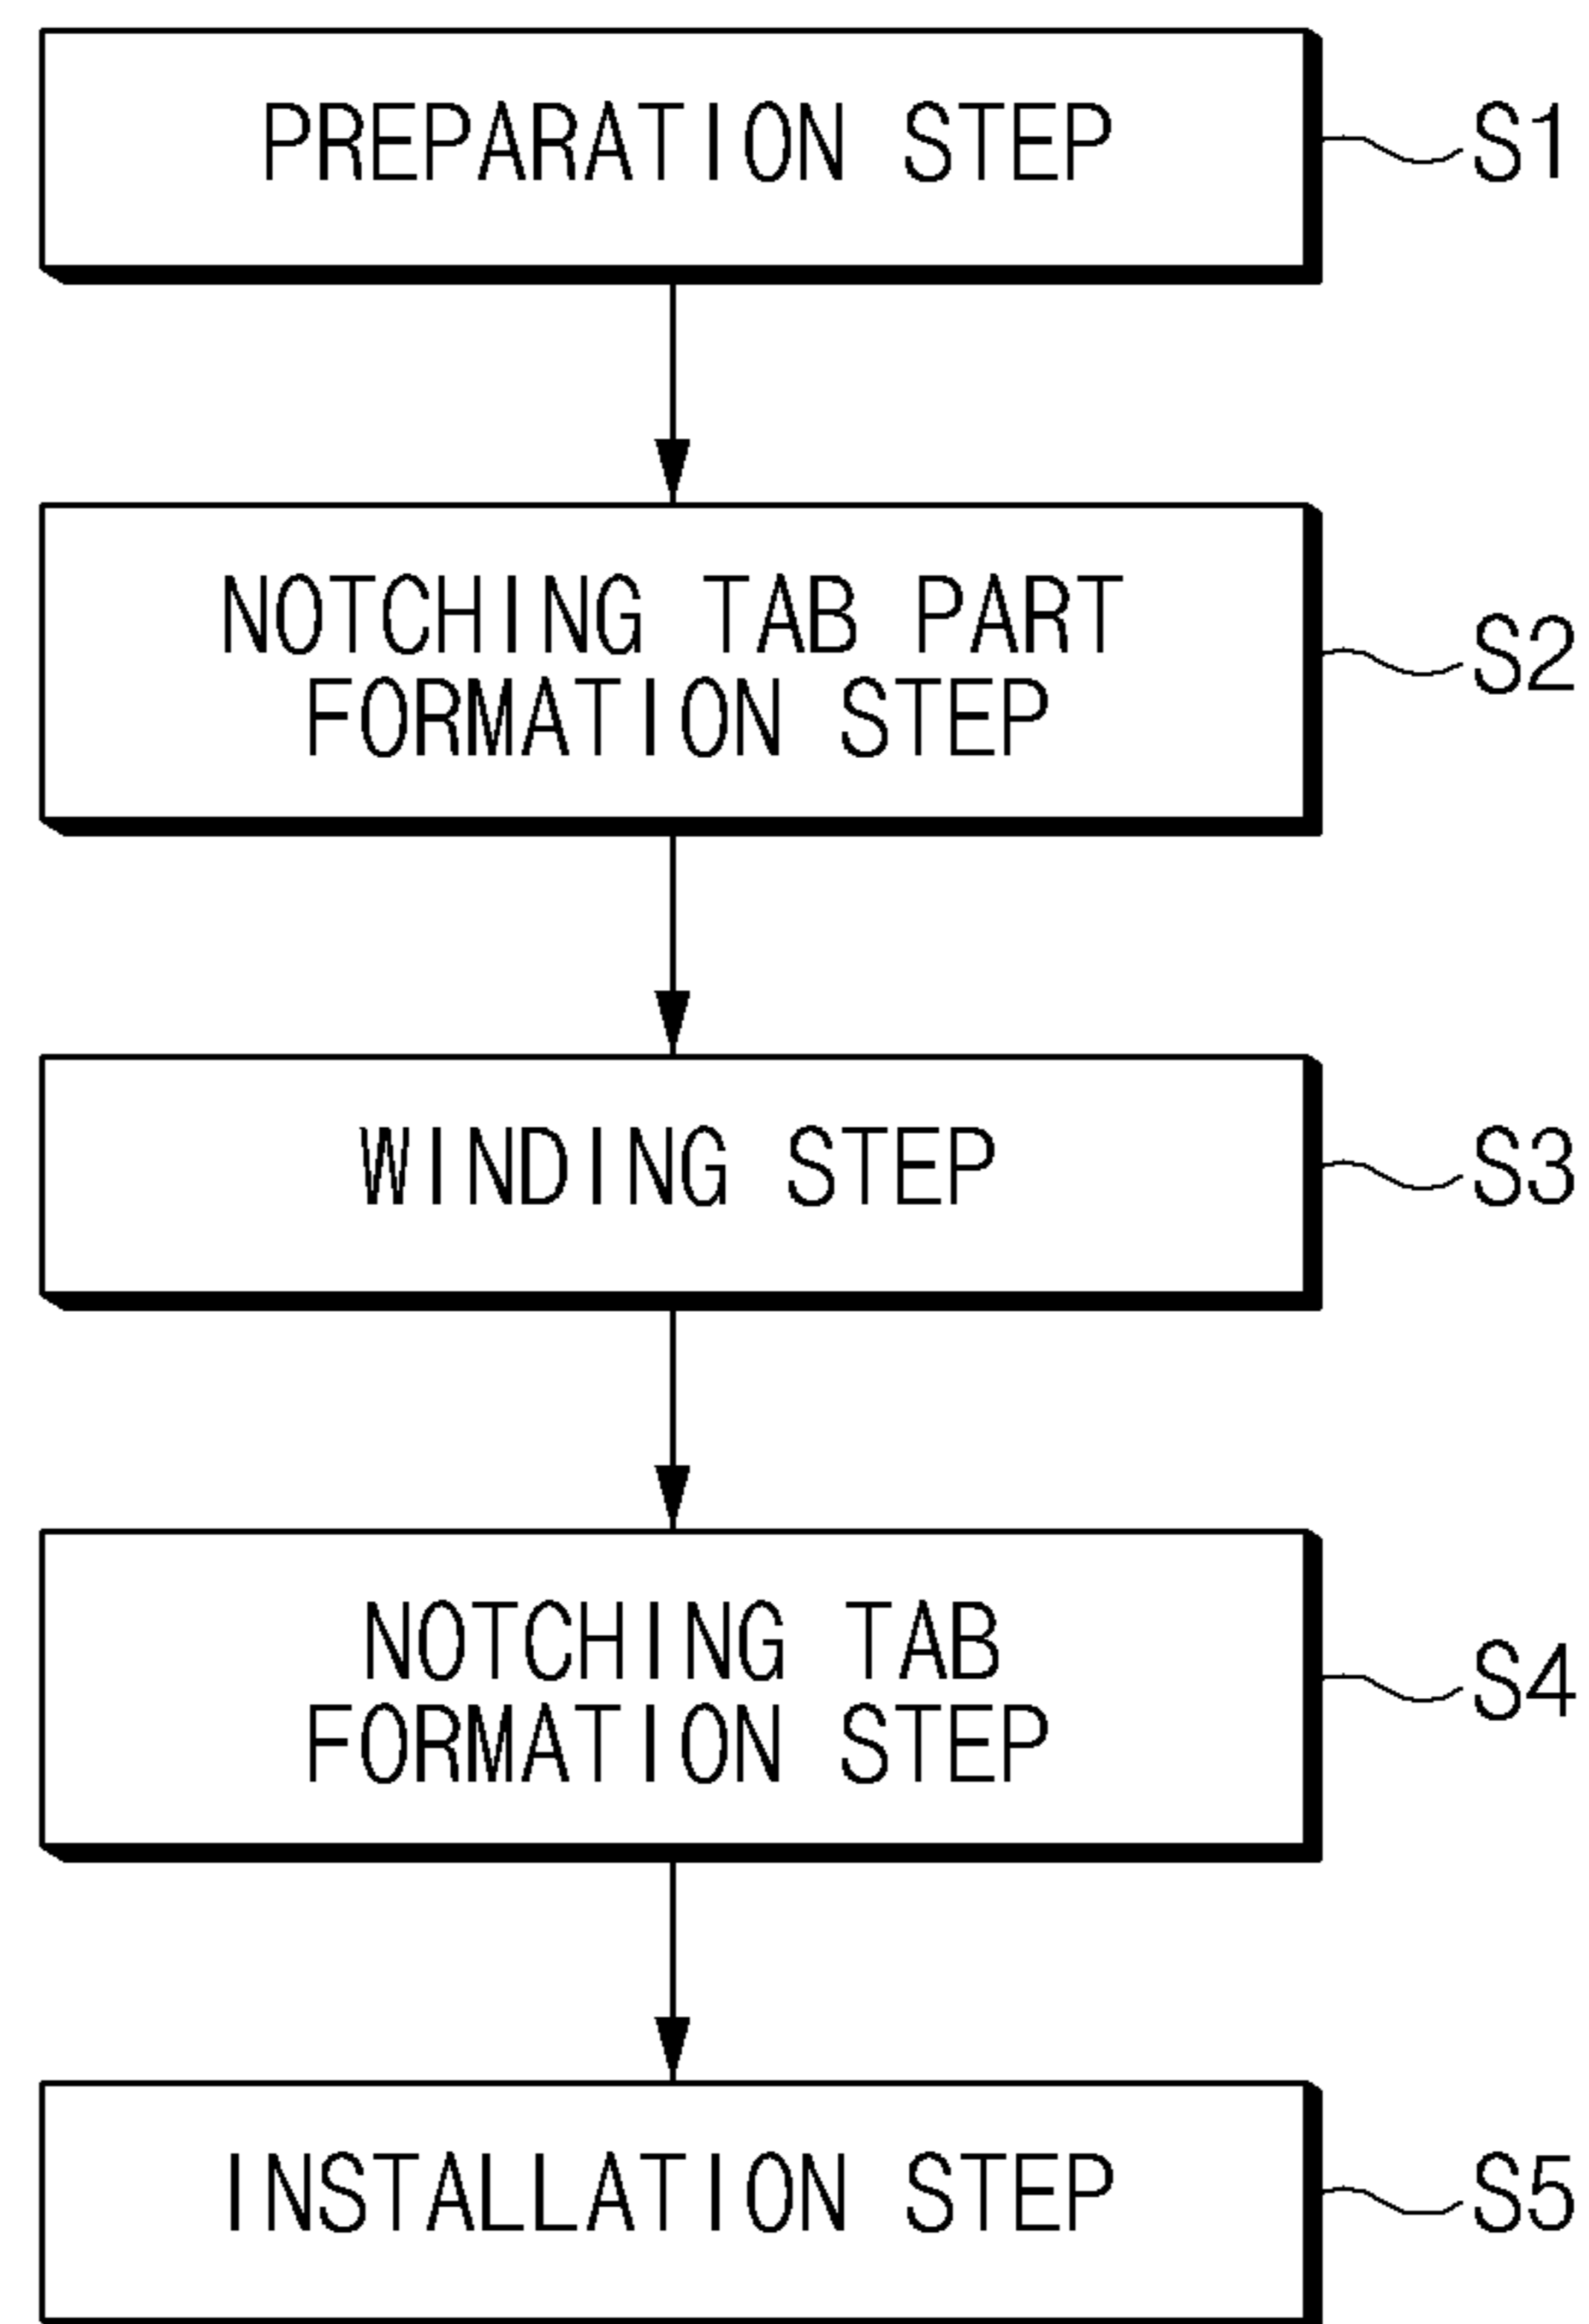 PREPARATION STEP
S1
NOTCHING TAB PART
FORMATION STEP
S2
WINDING STEP
S3
NOTCHING TAB
FORMATION STEP
S4
INSTALLATION STEP
S5